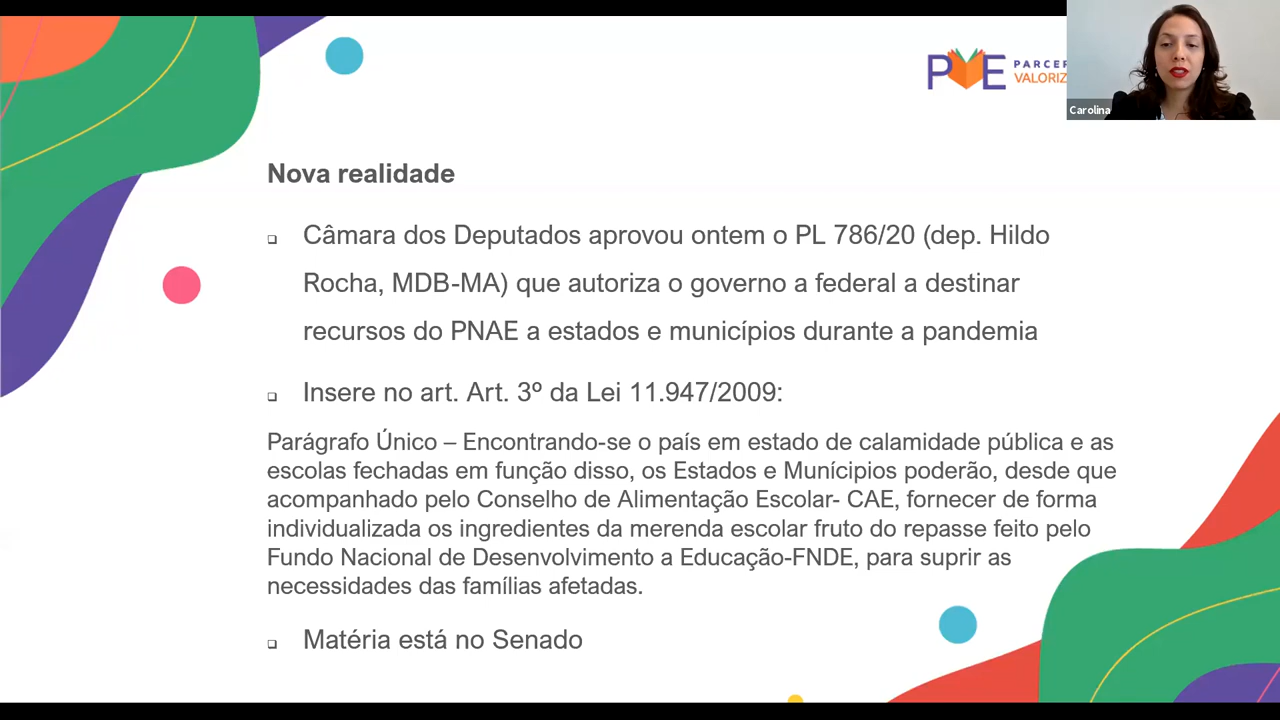 PVE
VALORIZ
Carolina
Nova realidade
❑ Câmara dos Deputados aprovou ontem o PL 786/20 (dep. Hildo
Rocha, MDB-MA) que autoriza o governo a federal a destinar
recursos do PNAE a estados e municípios durante a pandemia
❑ Insere no art. Art. 3º da Lei 11.947/2009:
Parágrafo Único – Encontrando-se o país em estado de calamidade pública e as
escolas fechadas em função disso, os Estados e Munícipios poderão, desde que
acompanhado pelo Conselho de Alimentação Escolar- CAE, fornecer de forma
individualizada os ingredientes da merenda escolar fruto do repasse feito pelo
Fundo Nacional de Desenvolvimento a Educação-FNDE, para suprir as
necessidades das famílias afetadas.
❑ Matéria está no Senado